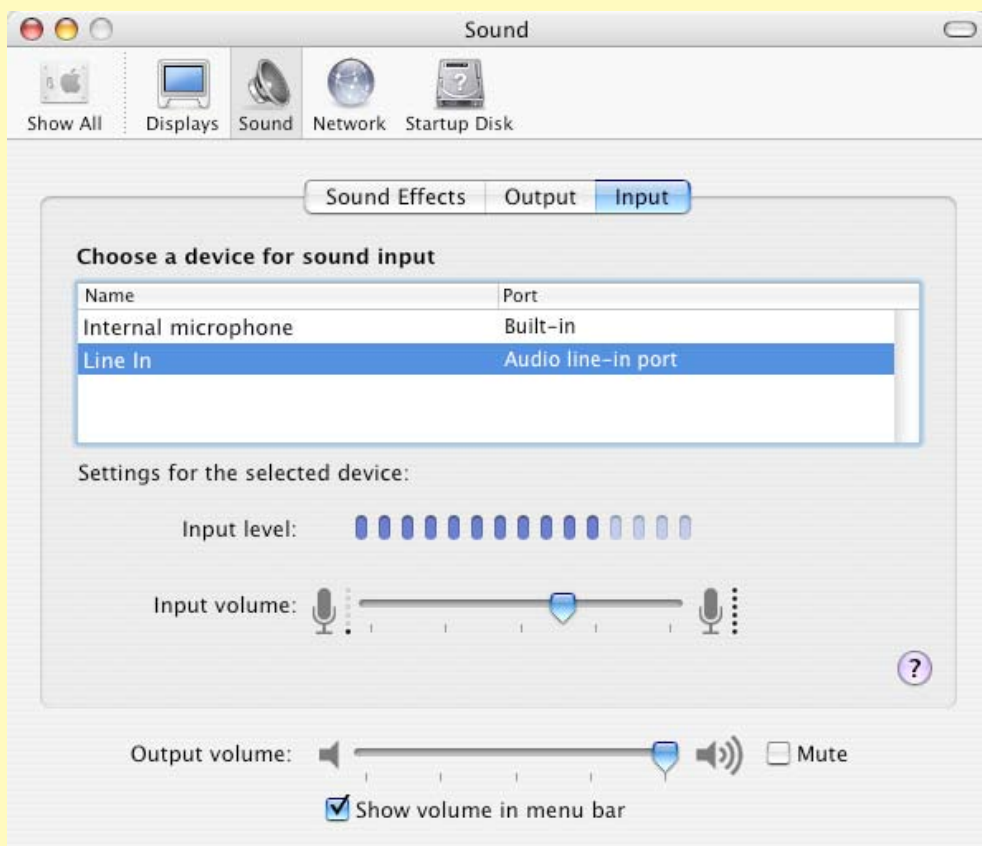 Sound
Show All Displays Sound Network Startup Disk
Sound Effects Output Input
Choose a device for sound input
Name Port
Internal microphone Built-in
Line In Audio line-in port
Settings for the selected device:
Input level:
Input volume:
?
Output volume: Mute
Show volume in menu bar